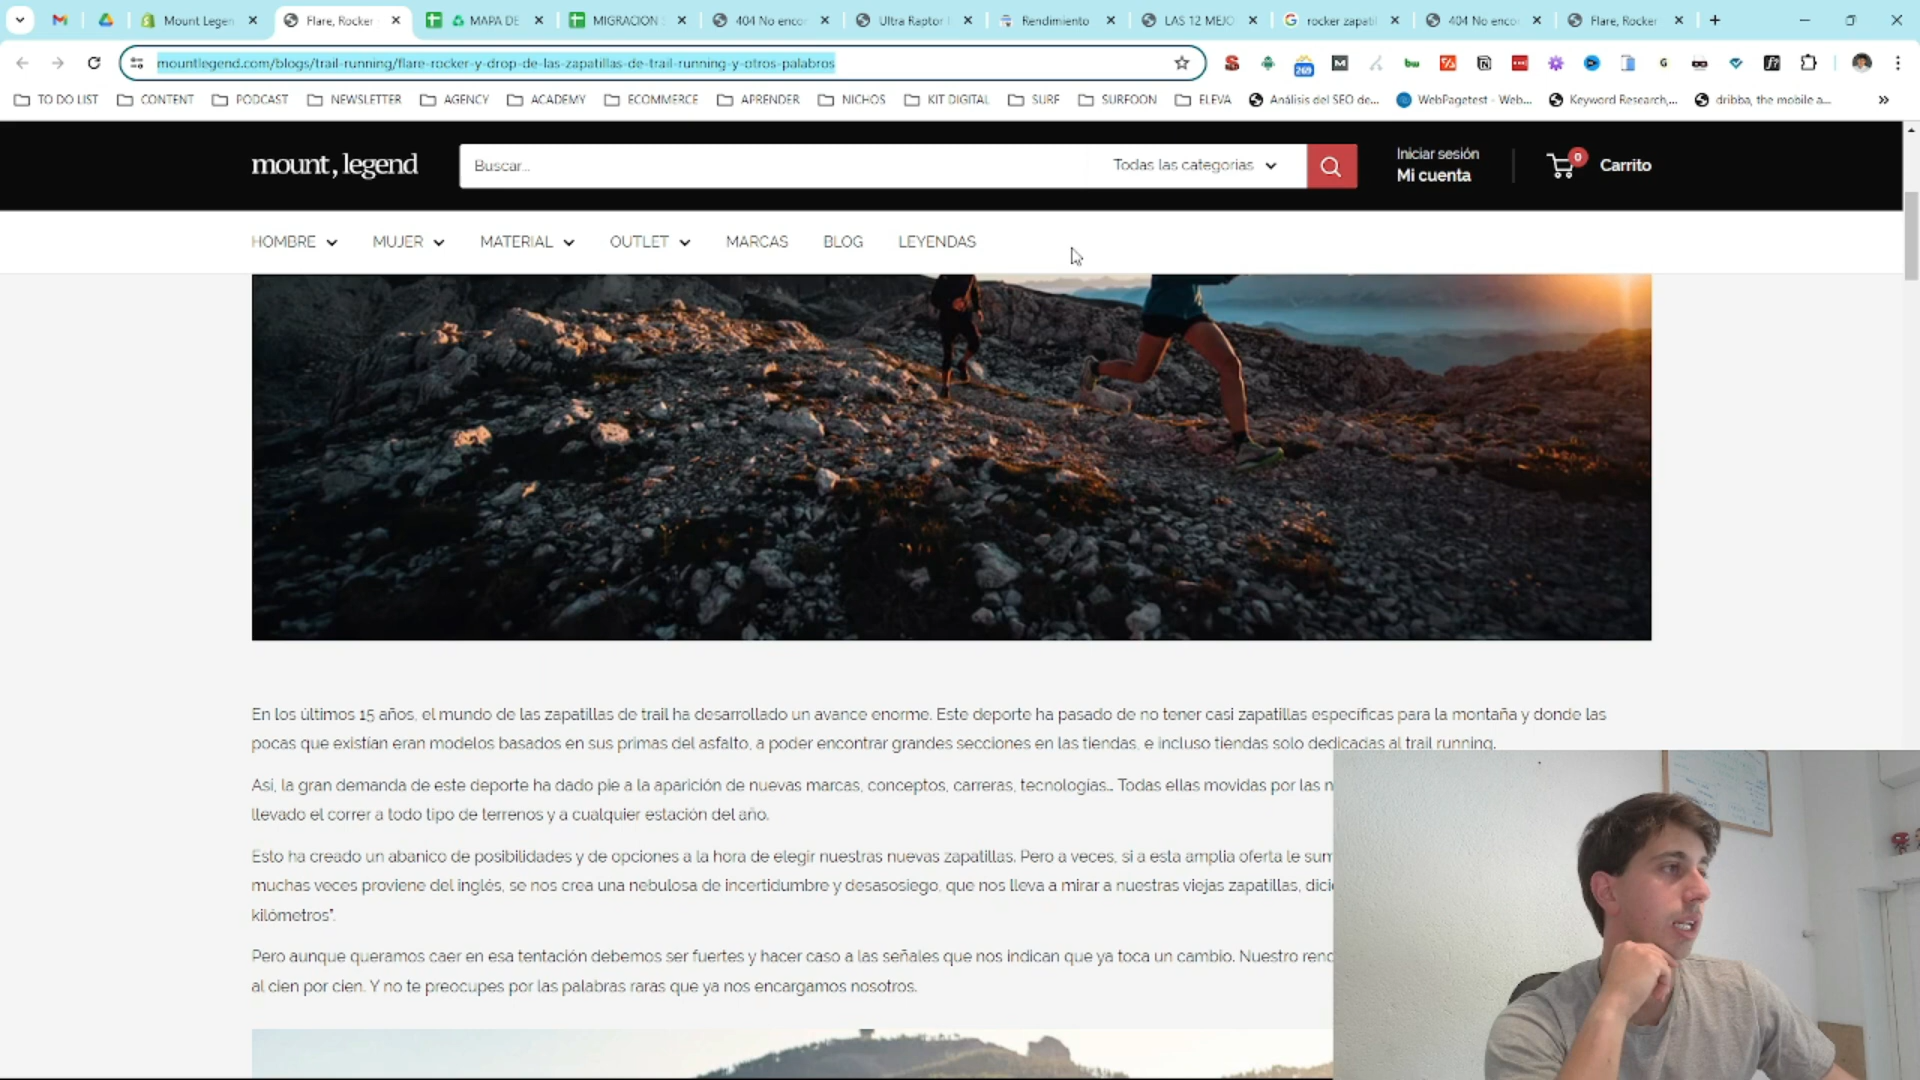 Mount Legen
Flare, Rocker
MAPA DE
MIGRACION
404 No enco
Ultra Raptor
Rendimiento
LAS 12 MEJO
rocker zapati
404 No enco
Flare, Rocker
mountlegend.com/blogs/trail-running/flare-rocker-y-drop-de-las-zapatillas-de-trail-running-y-otros-palabros
269
TO DO LIST
CONTENT
PODCAST
NEWSLETTER
AGENCY
ACADEMY
ECOMMERCE
APRENDER
NICHOS
KIT DIGITAL
SURF
SURFOON
ELEVA
Análisis del SEO de...
WebPagetest - Web...
Keyword Research,...
dribba, the mobile a...
mount, legend
Buscar...
Todas las categorias
Iniciar sesión
Mi cuenta
0
Carrito
HOMBRE
MUJER
MATERIAL
OUTLET
MARCAS
BLOG
LEYENDAS
En los últimos 15 años, el mundo de las zapatillas de trail ha desarrollado un avance enorme. Este deporte ha pasado de no tener casi zapatillas específicas para la montaña y donde las
pocas que existían eran modelos basados en sus primas del asfalto, a poder encontrar grandes secciones en las tiendas, e incluso tiendas solo dedicadas al trail running.
Así, la gran demanda de este deporte ha dado pie a la aparición de nuevas marcas, conceptos, carreras, tecnologías… Todas ellas movidas por las n
llevado el correr a todo tipo de terrenos y a cualquier estación del año.
Esto ha creado un abanico de posibilidades y de opciones a la hora de elegir nuestras nuevas zapatillas. Pero a veces, si a esta amplia oferta le sum
muchas veces proviene del inglés, se nos crea una nebulosa de incertidumbre y desasosiego, que nos lleva a mirar a nuestras viejas zapatillas, dici
kilómetros".
Pero aunque queramos caer en esa tentación debemos ser fuertes y hacer caso a las señales que nos indican que ya toca un cambio. Nuestro rend
al cien por cien. Y no te preocupes por las palabras raras que ya nos encargamos nosotros.